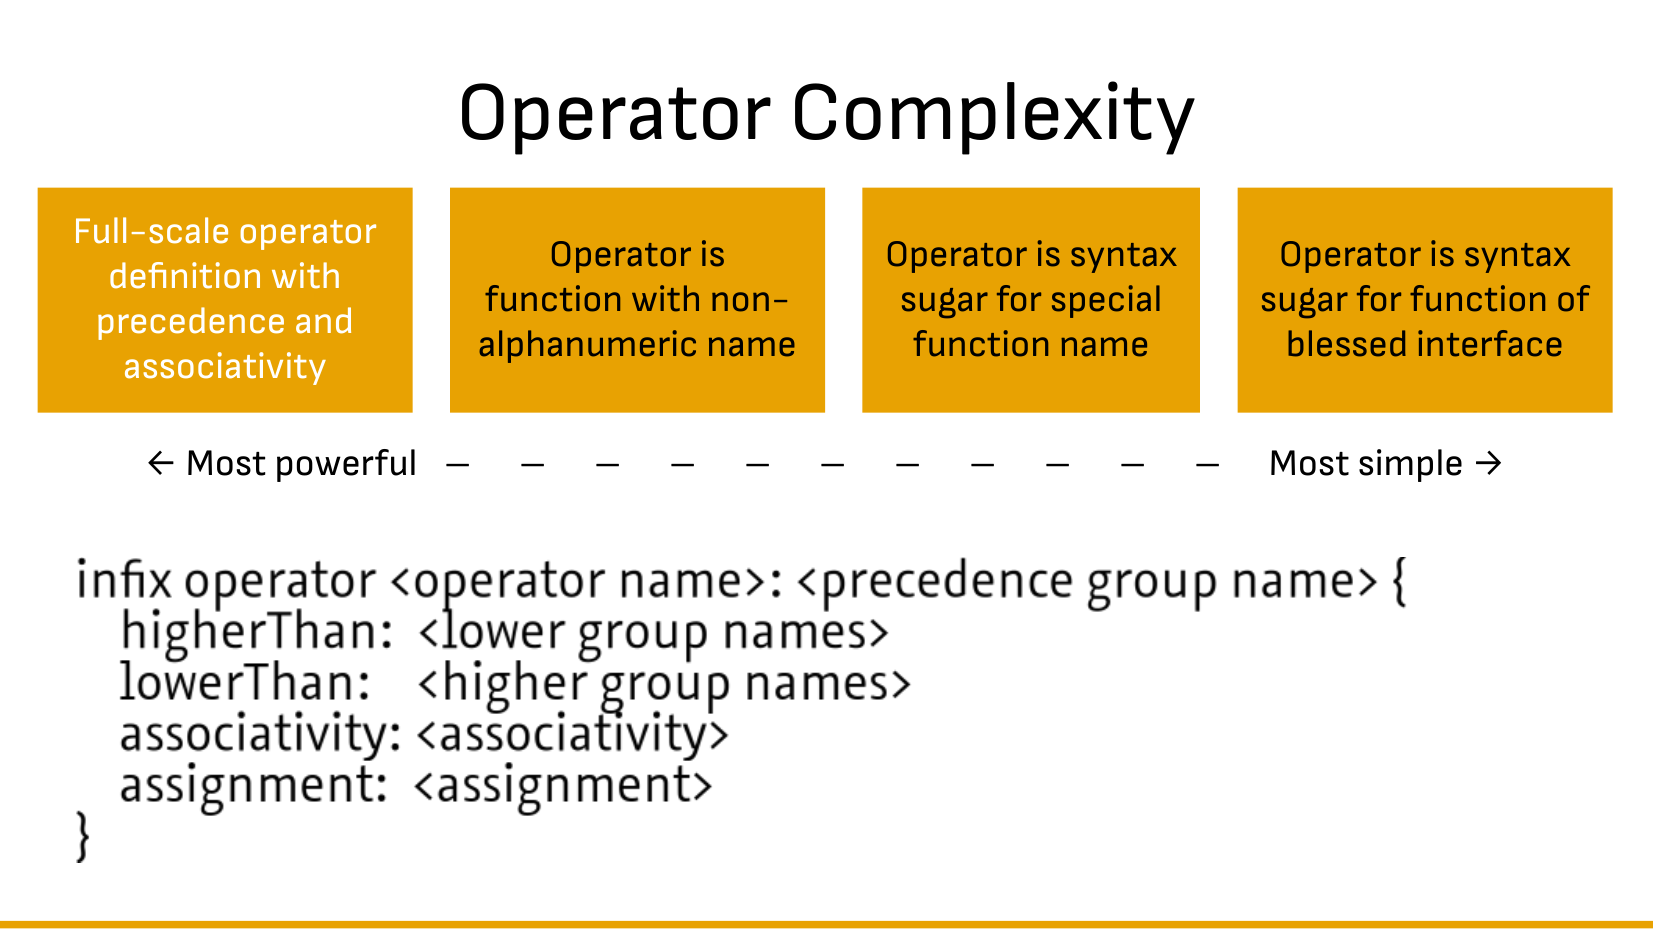 Operator Complexity
Full-scale operator
definition with
precedence and
associativity
Operator is
function with non-
alphanumeric name
Operator is syntax
sugar for special
function name
Operator is syntax
sugar for function of
blessed interface
← Most powerful – – – – – – – – – – – Most simple →
infix operator <operator name>: <precedence group name> {
higherThan: <lower group names>
lowerThan: <higher group names>
associativity: <associativity>
assignment: <assignment>
}